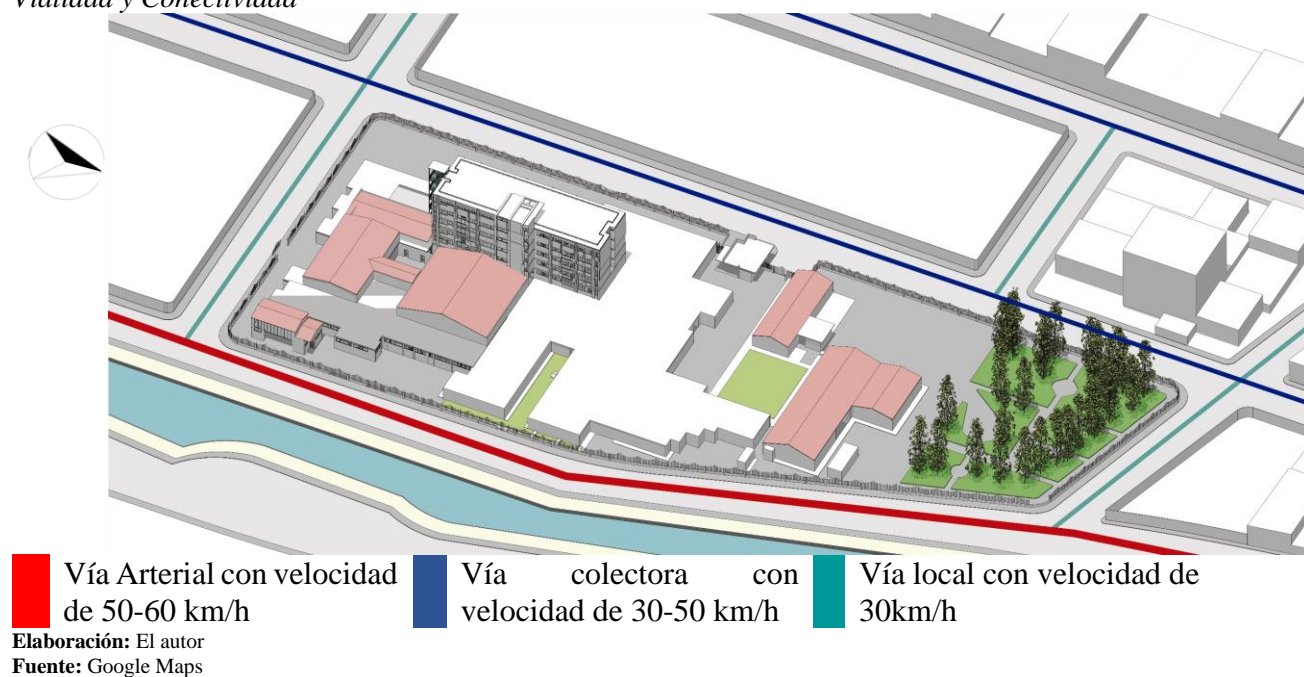 Vialidad y Conectividad
Vía Arterial con velocidad
de 50-60 km/h
Vía colectora con
velocidad de 30-50 km/h
Vía local con velocidad de
30km/h
Elaboración: El autor
Fuente: Google Maps